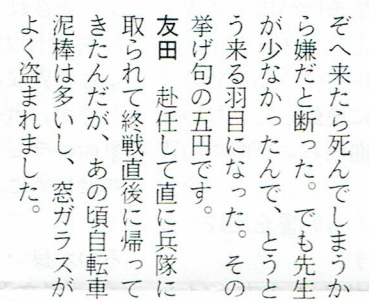 ぞへ来たら死んでしまうか
ら嫌だと断った。でも先生
が少なかったんで、とうと
う来る羽目になった。その
挙げ句の五円です。
友田　赴任して直に兵隊に
取られて終戦直後に帰って
きたんだが、あの頃自転車
泥棒は多いし、窓ガラスが
よく盗まれました。